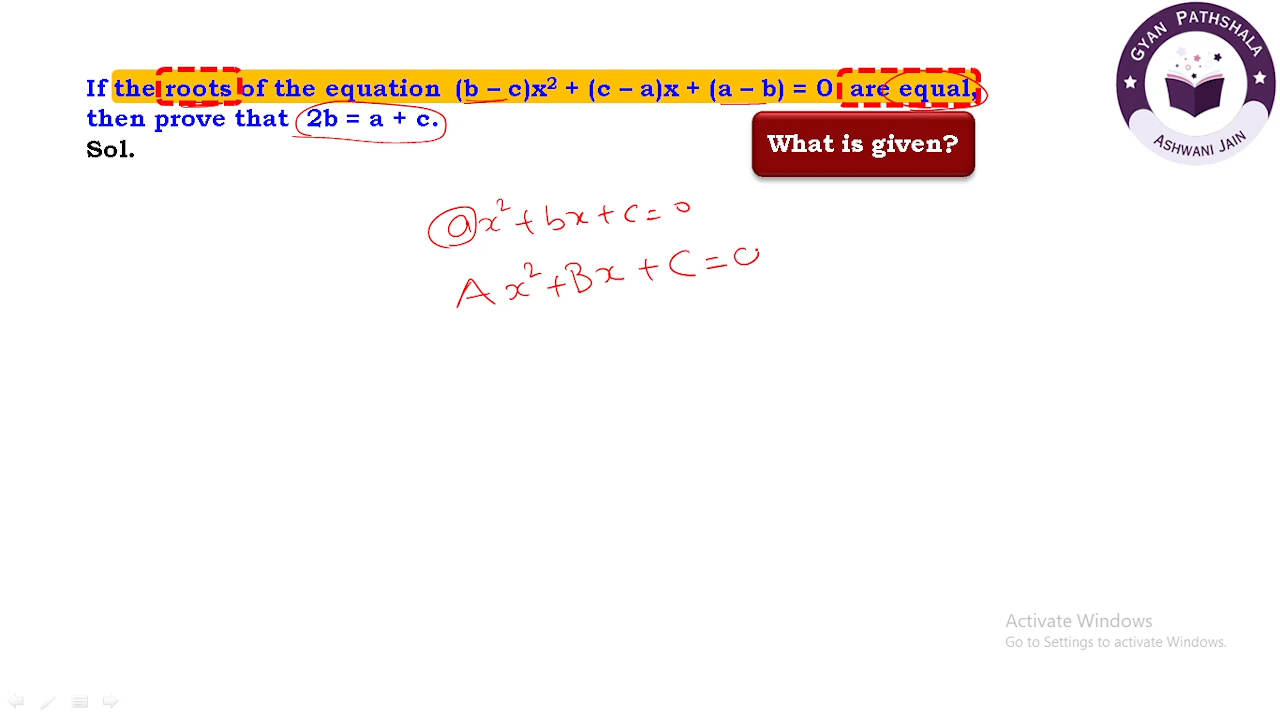 GYAN PATHSHALA
ASHWANI JAIN
If the roots of the equation (b – c)x² + (c – a)x + (a – b) = 0 are equal,
then prove that 2b = a + c.
Sol.
What is given?
ax² + bx + c = 0
Ax² + Bx + C = 0
Activate Windows
Go to Settings to activate Windows.